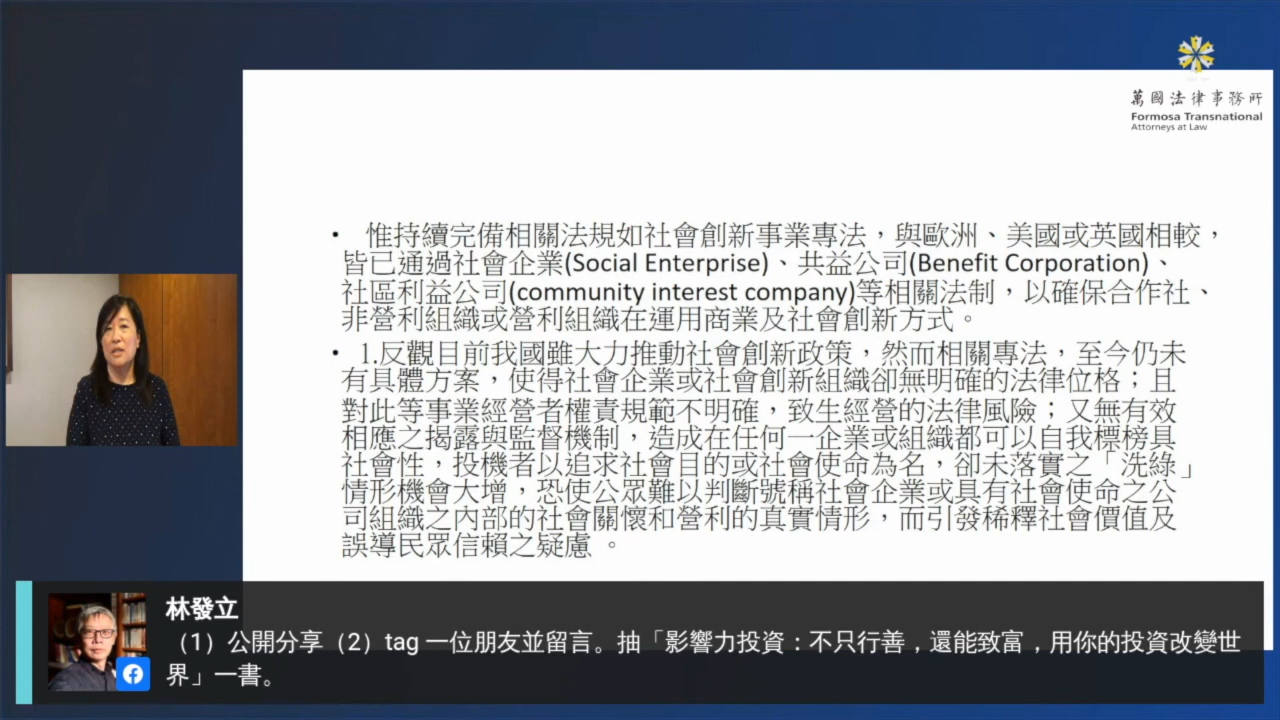 萬國法律事務所
Formosa Transnational
Attorneys at Law
• 惟持續完備相關法規如社會創新事業專法，與歐洲、美國或英國相較，
皆已通過社會企業(Social Enterprise)、共益公司(Benefit Corporation)、
社區利益公司(community interest company)等相關法制，以確保合作社、
非營利組織或營利組織在運用商業及社會創新方式。
• 1.反觀目前我國雖大力推動社會創新政策，然而相關專法，至今仍未
有具體方案，使得社會企業或社會創新組織卻無明確的法律位格；且
對此等事業經營者權責規範不明確，致生經營的法律風險；又無有效
相應之揭露與監督機制，造成在任何一企業或組織都可以自我標榜具
社會性，投機者以追求社會目的或社會使命為名，卻未落實之「洗綠」
情形機會大增，恐使公眾難以判斷號稱社會企業或具有社會使命之公
司組織之內部的社會關懷和營利的真實情形，而引發稀釋社會價值及
誤導民眾信賴之疑慮 。
林發立
（1）公開分享（2）tag 一位朋友並留言。抽「影響力投資：不只行善，還能致富，用你的投資改變世
界」一書。